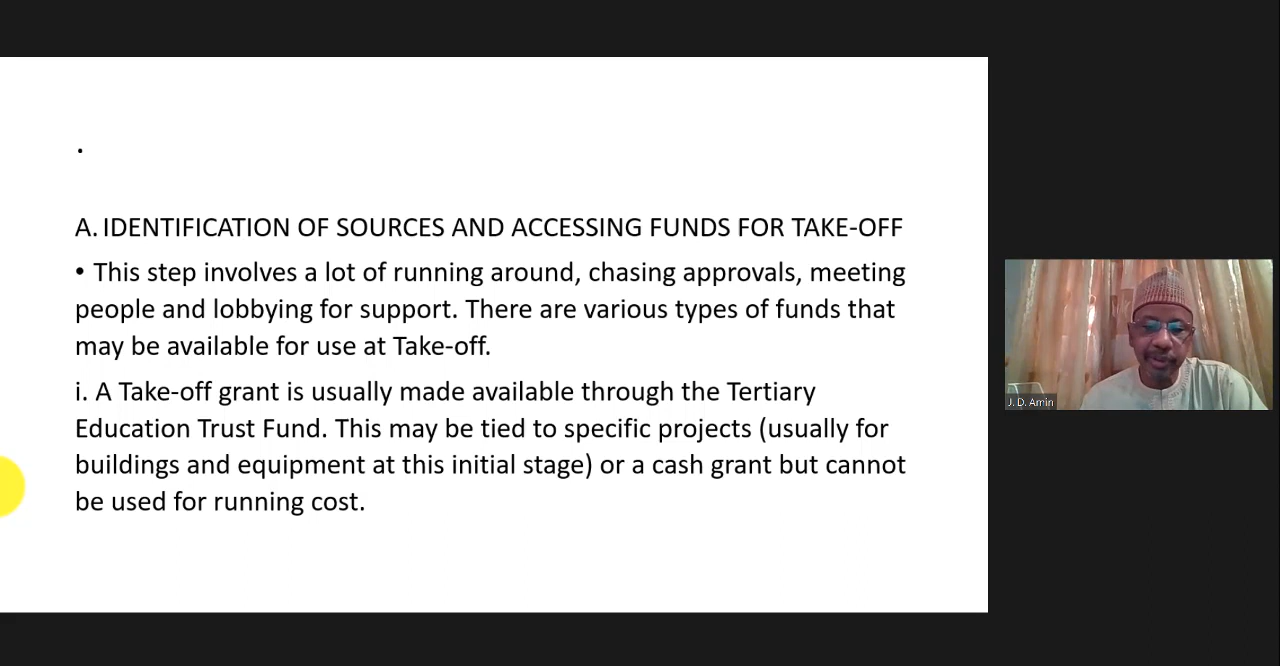 .
A. IDENTIFICATION OF SOURCES AND ACCESSING FUNDS FOR TAKE-OFF
• This step involves a lot of running around, chasing approvals, meeting
people and lobbying for support. There are various types of funds that
may be available for use at Take-off.
i. A Take-off grant is usually made available through the Tertiary
Education Trust Fund. This may be tied to specific projects (usually for
buildings and equipment at this initial stage) or a cash grant but cannot
be used for running cost.
J. D. Amin